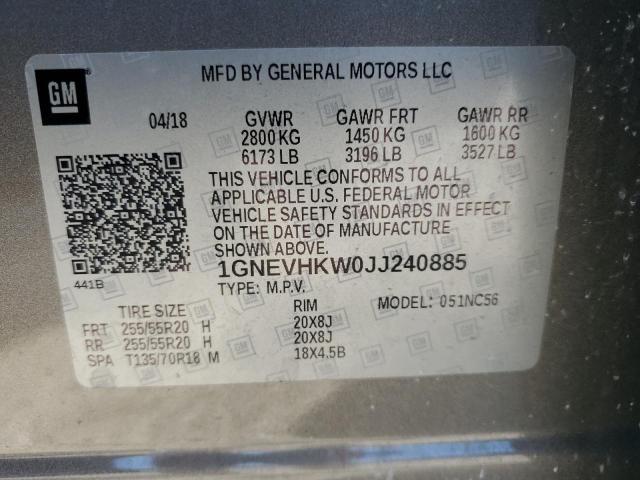 GM
MFD BY GENERAL MOTORS LLC
04/18 GVWR GAWR FRT GAWR RR
2800 KG 1450 KG 1600 KG
6173 LB 3196 LB 3527 LB
THIS VEHICLE CONFORMS TO ALL
APPLICABLE U.S. FEDERAL MOTOR
VEHICLE SAFETY STANDARDS IN EFFECT
ON THE DATE OF MANUFACTURE
SHOWN ABOVE.
441B
1GNEVHKW0JJ240885
TYPE: M.P.V. MODEL: 051NC56
TIRE SIZE RIM
FRT 255/55R20 H 20X8J
RR 255/55R20 H 20X8J
SPA T135/70R18 M 18X4.5B